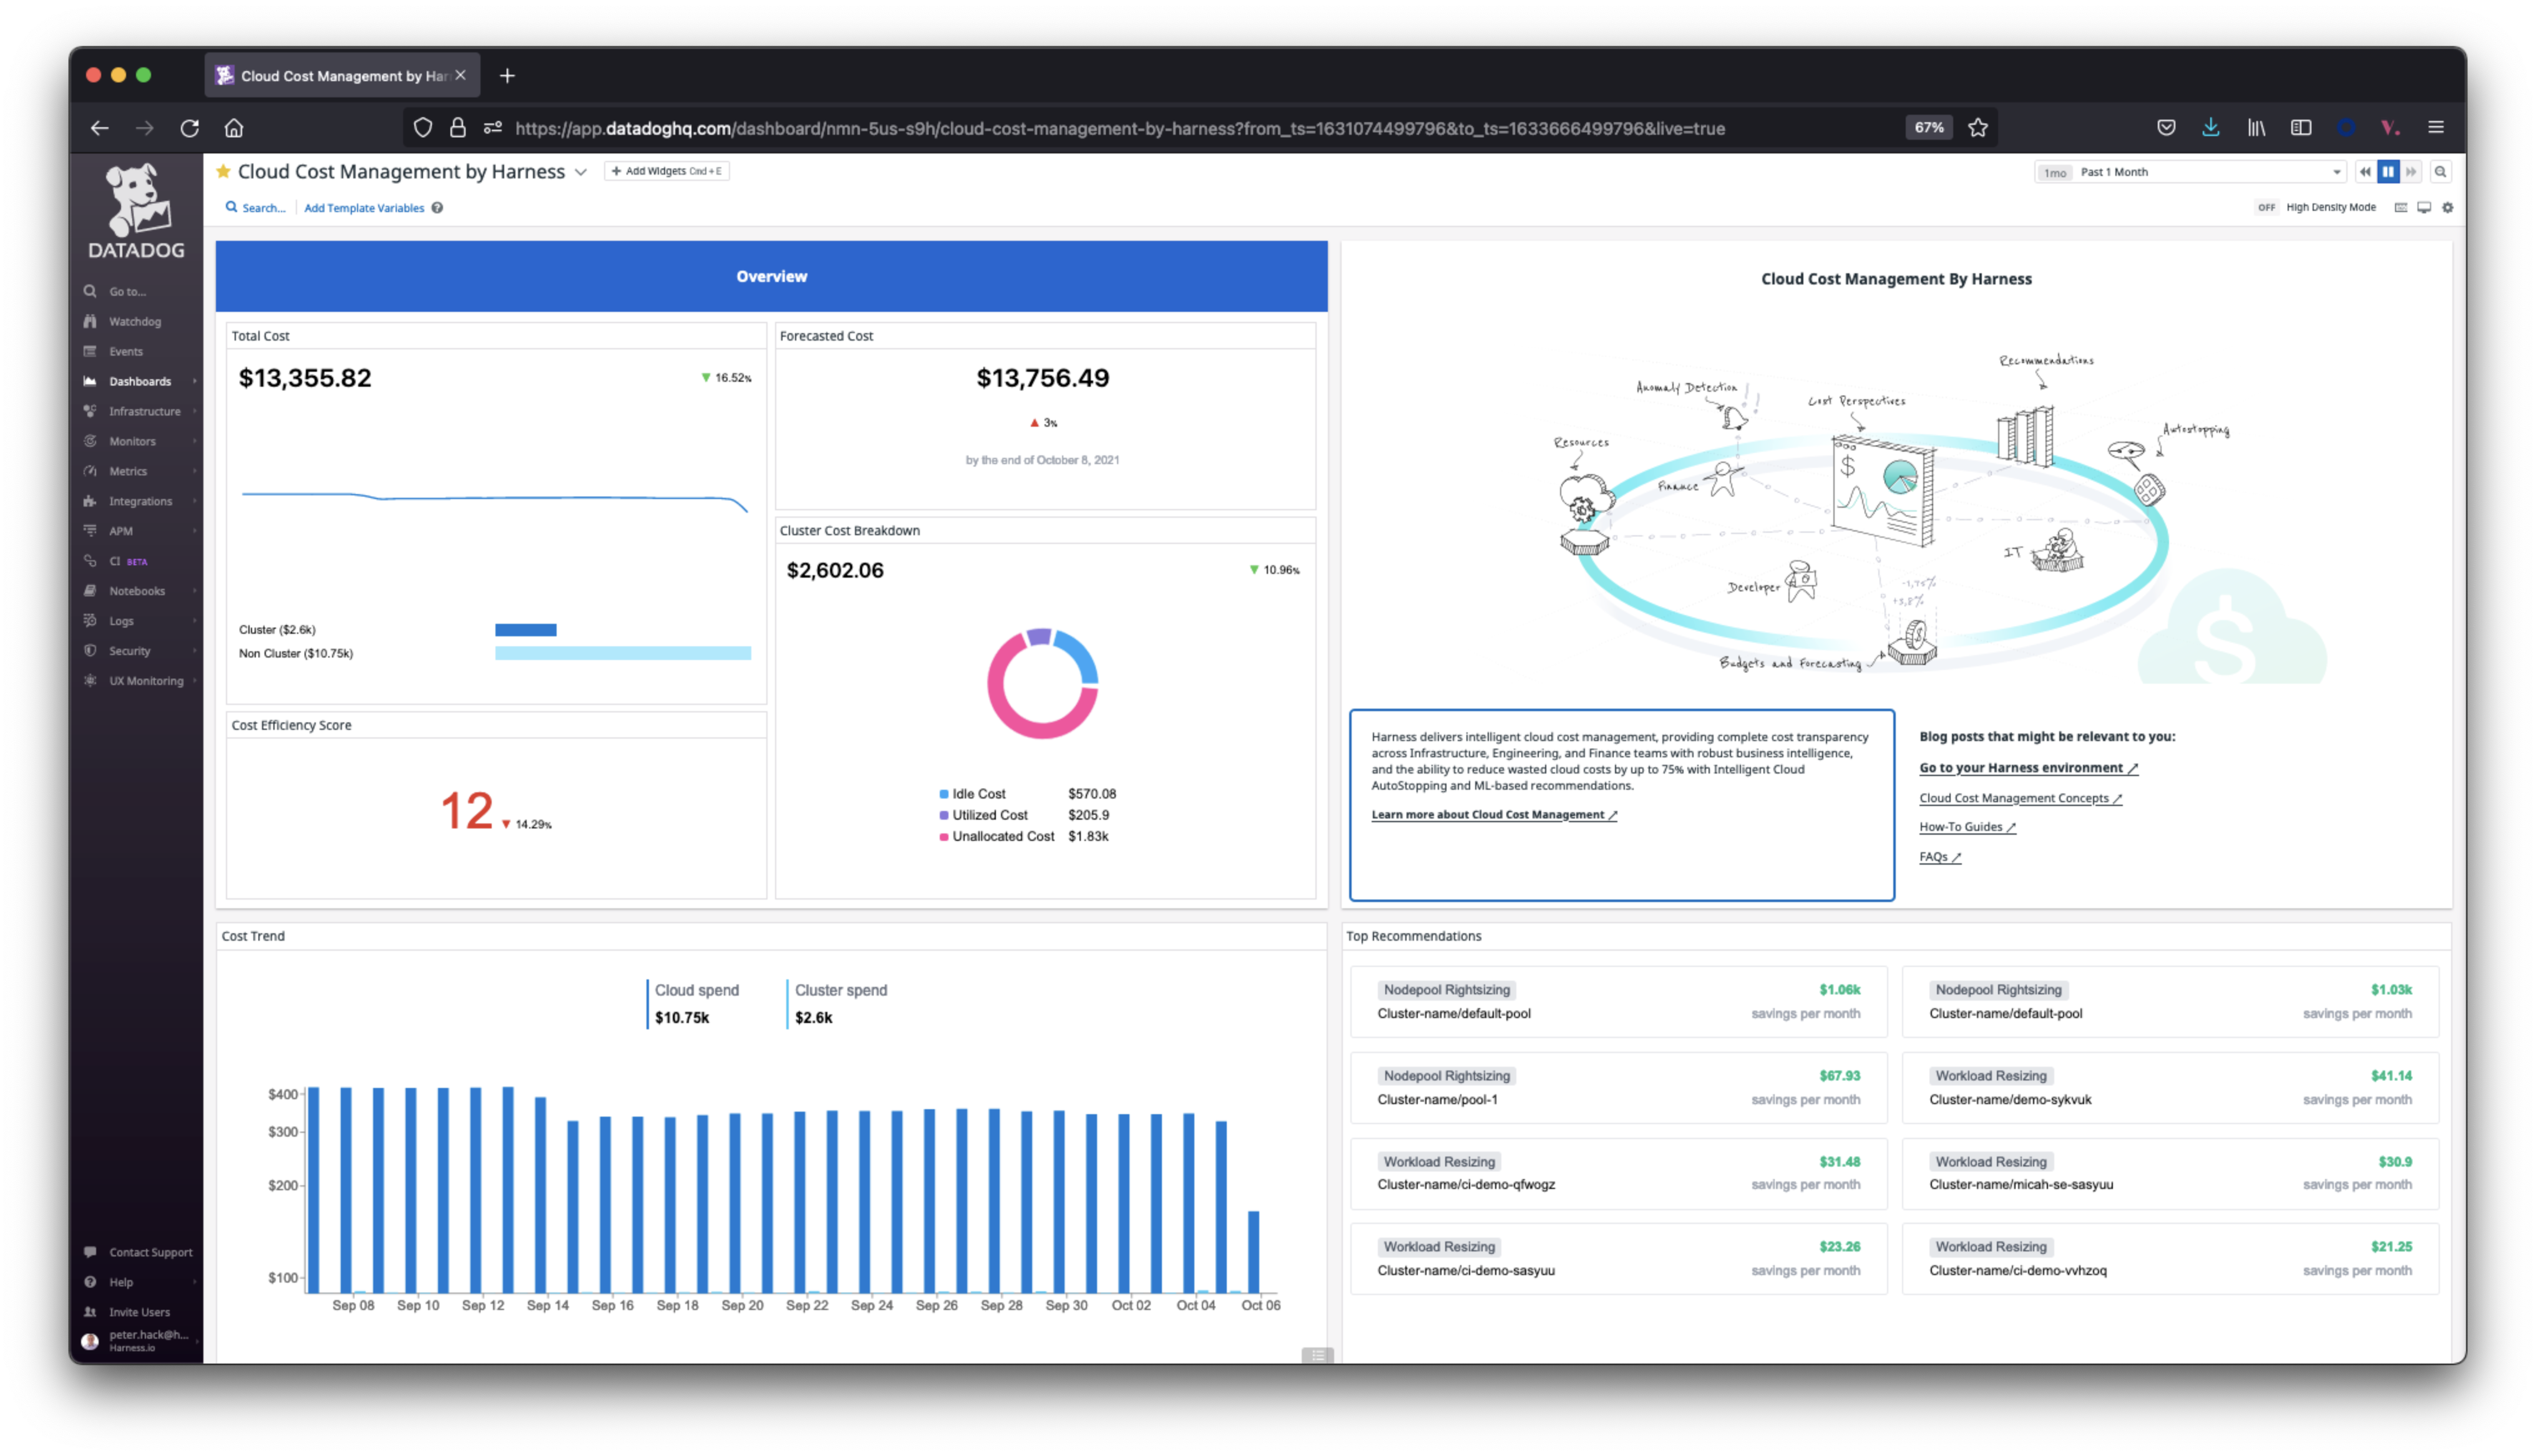 Cloud Cost Management by Har
https://app.datadoghq.com/dashboard/nmn-5us-s9h/cloud-cost-management-by-harness?from_ts=1631074499796&to_ts=1633666499796&live=true
67%
V.
DATADOG
Go to...
Watchdog
Events
Dashboards
Infrastructure
Monitors
Metrics
Integrations
APM
CI BETA
Notebooks
Logs
Security
UX Monitoring
Contact Support
Help
Invite Users
peter.hack@h...
Harness.io
Cloud Cost Management by Harness
+ Add Widgets Cmd + E
1mo Past 1 Month
Search...
Add Template Variables
OFF High Density Mode
Overview
Total Cost
$13,355.82
▼ 16.52%
Cluster ($2.6k)
Non Cluster ($10.75k)
Cost Efficiency Score
12 ▼ 14.29%
Forecasted Cost
$13,756.49
▲ 3%
by the end of October 8, 2021
Cluster Cost Breakdown
$2,602.06
▼ 10.96%
Idle Cost $570.08
Utilized Cost $205.9
Unallocated Cost $1.83k
Cloud Cost Management By Harness
Recommendations
Anomaly Detection
Cost Perspectives
Autostopping
Resources
$
Finance
IT
Developer
-1,75%
+5,8%
Budgets and Forecasting
$
Harness delivers intelligent cloud cost management, providing complete cost transparency
across Infrastructure, Engineering, and Finance teams with robust business intelligence,
and the ability to reduce wasted cloud costs by up to 75% with Intelligent Cloud
AutoStopping and ML-based recommendations.
Learn more about Cloud Cost Management
Blog posts that might be relevant to you:
Go to your Harness environment
Cloud Cost Management Concepts
How-To Guides
FAQs
Cost Trend
Cloud spend
$10.75k
Cluster spend
$2.6k
$400
$300
$200
$100
Sep 08 Sep 10 Sep 12 Sep 14 Sep 16 Sep 18 Sep 20 Sep 22 Sep 24 Sep 26 Sep 28 Sep 30 Oct 02 Oct 04 Oct 06
Top Recommendations
Nodepool Rightsizing $1.06k
Cluster-name/default-pool savings per month
Nodepool Rightsizing $1.03k
Cluster-name/default-pool savings per month
Nodepool Rightsizing $67.93
Cluster-name/pool-1 savings per month
Workload Resizing $41.14
Cluster-name/demo-sykvuk savings per month
Workload Resizing $31.48
Cluster-name/ci-demo-qfwogz savings per month
Workload Resizing $30.9
Cluster-name/micah-se-sasyuu savings per month
Workload Resizing $23.26
Cluster-name/ci-demo-sasyuu savings per month
Workload Resizing $21.25
Cluster-name/ci-demo-vvhzoq savings per month